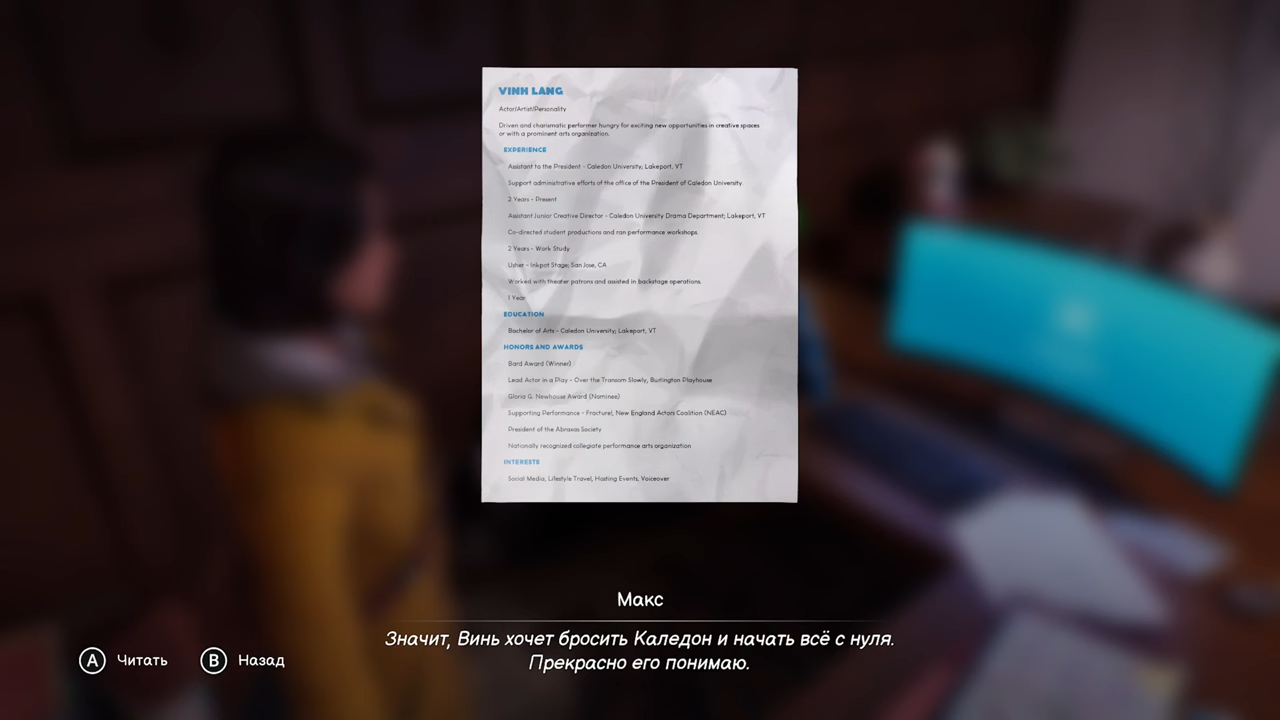 VINH LANG
Actor/Artist/Personality
Driven and charismatic performer hungry for exciting new opportunities in creative spaces
or with a prominent arts organization.
EXPERIENCE
Assistant to the President - Caledon University; Lakeport, VT
Support administrative efforts of the office of the President of Caledon University.
2 Years - Present
Assistant Junior Creative Director - Caledon University Drama Department; Lakeport, VT
Co-directed student productions and ran performance workshops.
2 Years - Work Study
Usher - Inkpot Stage; San Jose, CA
Worked with theater patrons and assisted in backstage operations.
1 Year
EDUCATION
Bachelor of Arts - Caledon University; Lakeport, VT
HONORS AND AWARDS
Bard Award (Winner)
Lead Actor in a Play - Over the Transom Slowly, Burlington Playhouse
Gloria G. Newhouse Award (Nominee)
Supporting Performance - Fracture!, New England Actors Coalition (NEAC)
President of the Abraxas Society
Nationally recognized collegiate performance arts organization
INTERESTS
Social Media, Lifestyle Travel, Hosting Events, Voiceover
Макс
Значит, Винь хочет бросить Каледон и начать всё с нуля.
Прекрасно его понимаю.
A Читать B Назад